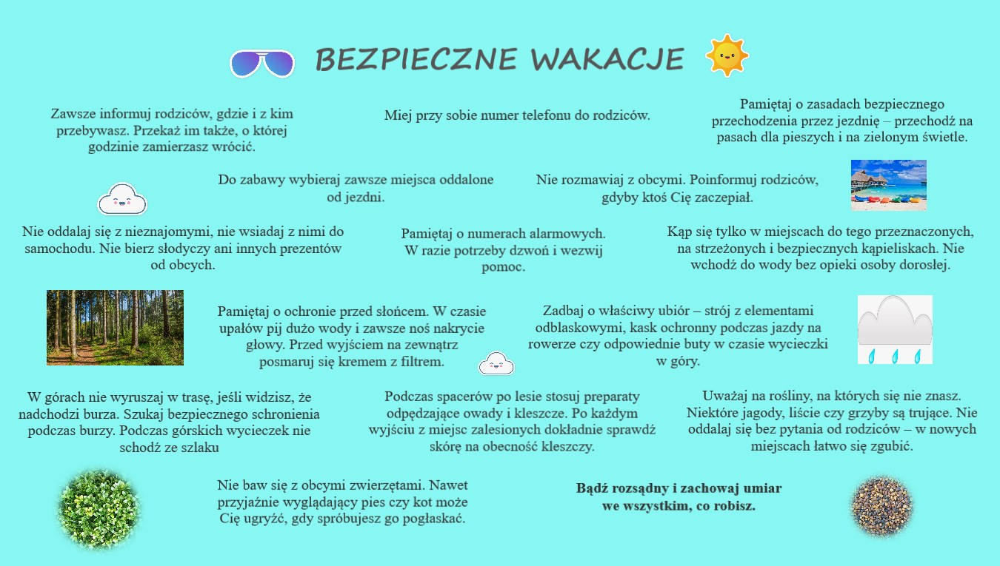 BEZPIECZNE WAKACJE
Zawsze informuj rodziców, gdzie i z kim
przebywasz. Przekaż im także, o której
godzinie zamierzasz wrócić.
Miej przy sobie numer telefonu do rodziców.
Pamiętaj o zasadach bezpiecznego
przechodzenia przez jezdnię – przechodź na
pasach dla pieszych i na zielonym świetle.
Do zabawy wybieraj zawsze miejsca oddalone
od jezdni.
Nie rozmawiaj z obcymi. Poinformuj rodziców,
gdyby ktoś Cię zaczepiał.
Nie oddalaj się z nieznajomymi, nie wsiadaj z nimi do
samochodu. Nie bierz słodyczy ani innych prezentów
od obcych.
Pamiętaj o numerach alarmowych.
W razie potrzeby dzwoń i wezwij
pomoc.
Kąp się tylko w miejscach do tego przeznaczonych,
na strzeżonych i bezpiecznych kąpieliskach. Nie
wchodź do wody bez opieki osoby dorosłej.
Pamiętaj o ochronie przed słońcem. W czasie
upałów pij dużo wody i zawsze noś nakrycie
głowy. Przed wyjściem na zewnątrz
posmaruj się kremem z filtrem.
Zadbaj o właściwy ubiór – strój z elementami
odblaskowymi, kask ochronny podczas jazdy na
rowerze czy odpowiednie buty w czasie wycieczki
w góry.
W górach nie wyruszaj w trasę, jeśli widzisz, że
nadchodzi burza. Szukaj bezpiecznego schronienia
podczas burzy. Podczas górskich wycieczek nie
schodź ze szlaku
Podczas spacerów po lesie stosuj preparaty
odpędzające owady i kleszcze. Po każdym
wyjściu z miejsc zalesionych dokładnie sprawdź
skórę na obecność kleszczy.
Uważaj na rośliny, na których się nie znasz.
Niektóre jagody, liście czy grzyby są trujące. Nie
oddalaj się bez pytania od rodziców – w nowych
miejscach łatwo się zgubić.
Nie baw się z obcymi zwierzętami. Nawet
przyjaźnie wyglądający pies czy kot może
Cię ugryźć, gdy spróbujesz go pogłaskać.
Bądź rozsądny i zachowaj umiar
we wszystkim, co robisz.